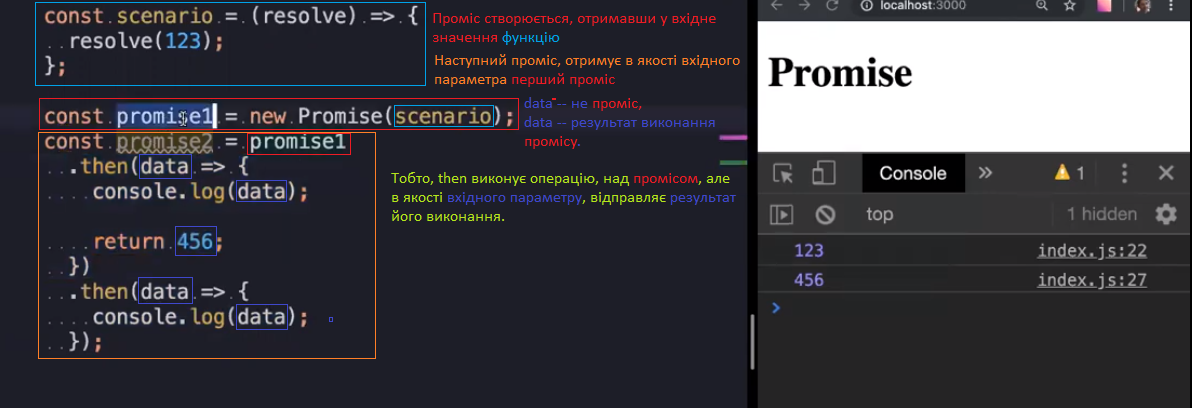 const scenario = (resolve) => {
resolve(123);
};
Проміс створюється, отримавши у вхідне
значення функцію
Наступний проміс, отримує в якості вхідного
параметра перший проміс
const promise1 = new Promise(scenario);
data -- не проміс,
data -- результат виконання
промісу.
const promise2 = promise1
.then(data => {
console.log(data);
return 456;
})
.then(data => {
console.log(data);
});
Тобто, then виконує операцію, над промісом, але
в якості вхідного параметру, відправляє результат
його виконання.
localhost:3000
Promise
Console
»
1
top
1 hidden
123 index.js:22
456 index.js:27